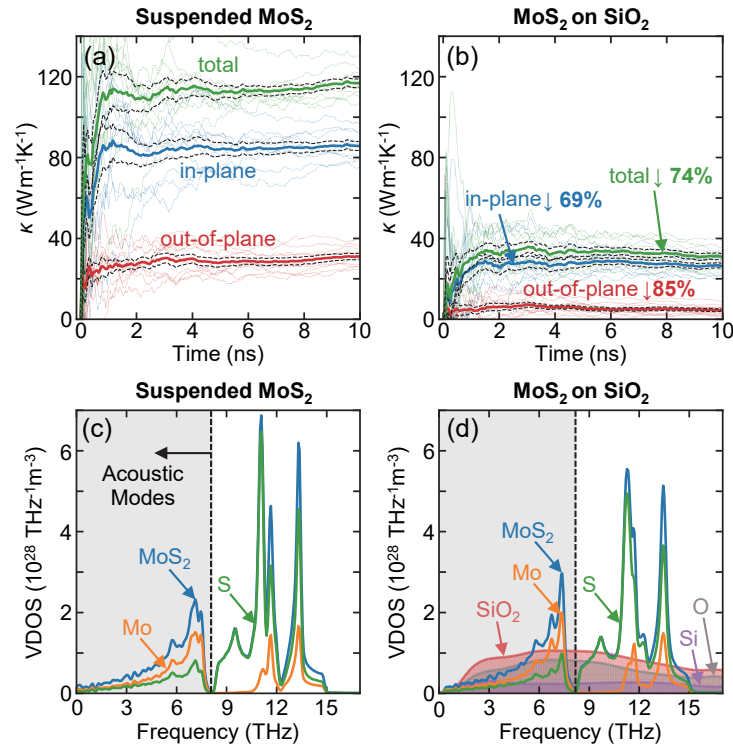 Suspended MoS₂
MoS₂ on SiO₂
(a)
total
in-plane
out-of-plane
κ (Wm⁻¹K⁻¹)
120
80
40
0
0 2 4 6 8 10
Time (ns)
(b)
total ↓ 74%
in-plane ↓ 69%
out-of-plane ↓85%
κ (Wm⁻¹K⁻¹)
120
80
40
0
0 2 4 6 8 10
Time (ns)
Suspended MoS₂
MoS₂ on SiO₂
(c)
Acoustic
Modes
MoS₂
Mo
S
VDOS (10²⁸ THz⁻¹m⁻³)
6
4
2
0
0 3 6 9 12 15
Frequency (THz)
(d)
MoS₂
Mo
S
SiO₂
O
Si
VDOS (10²⁸ THz⁻¹m⁻³)
6
4
2
0
0 3 6 9 12 15
Frequency (THz)